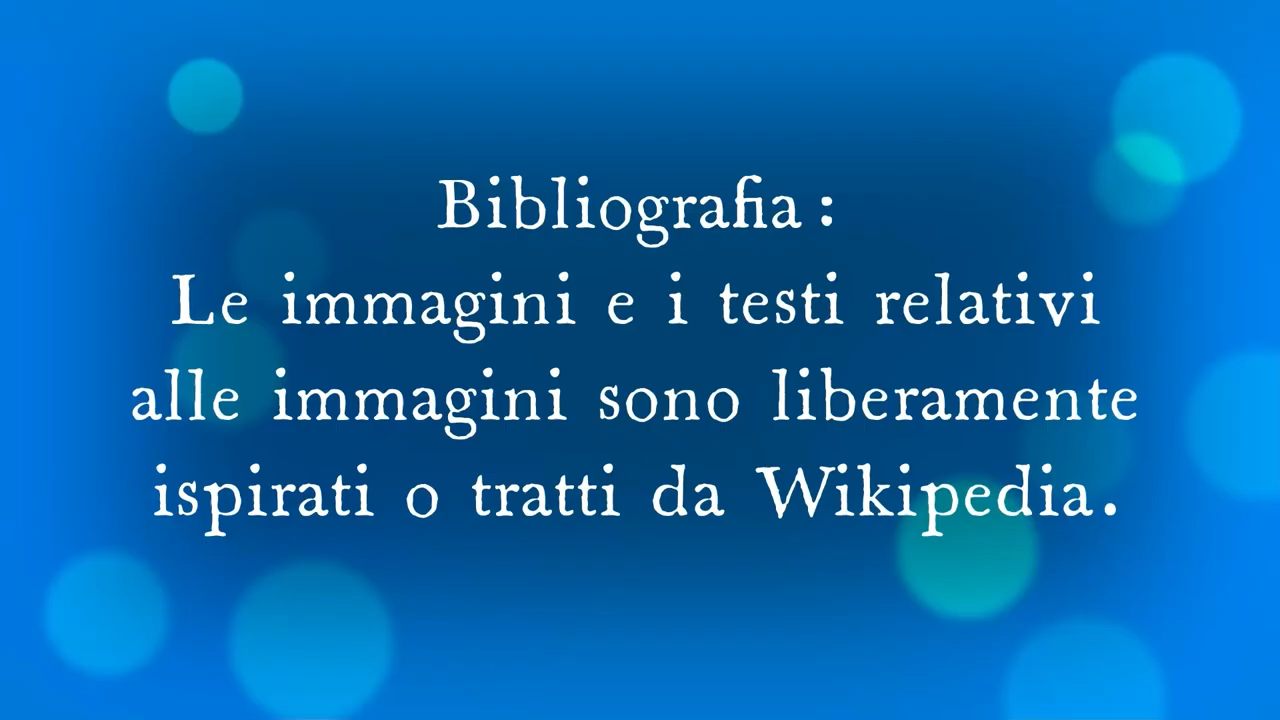 Bibliografia :
Le immagini e i testi relativi
alle immagini sono liberamente
ispirati o tratti da Wikipedia.